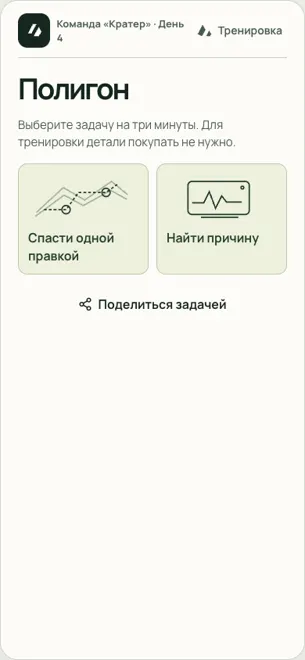 Команда «Кратер» · День
4
Тренировка
Полигон
Выберите задачу на три минуты. Для
тренировки детали покупать не нужно.
Спасти одной
правкой
Найти причину
Поделиться задачей